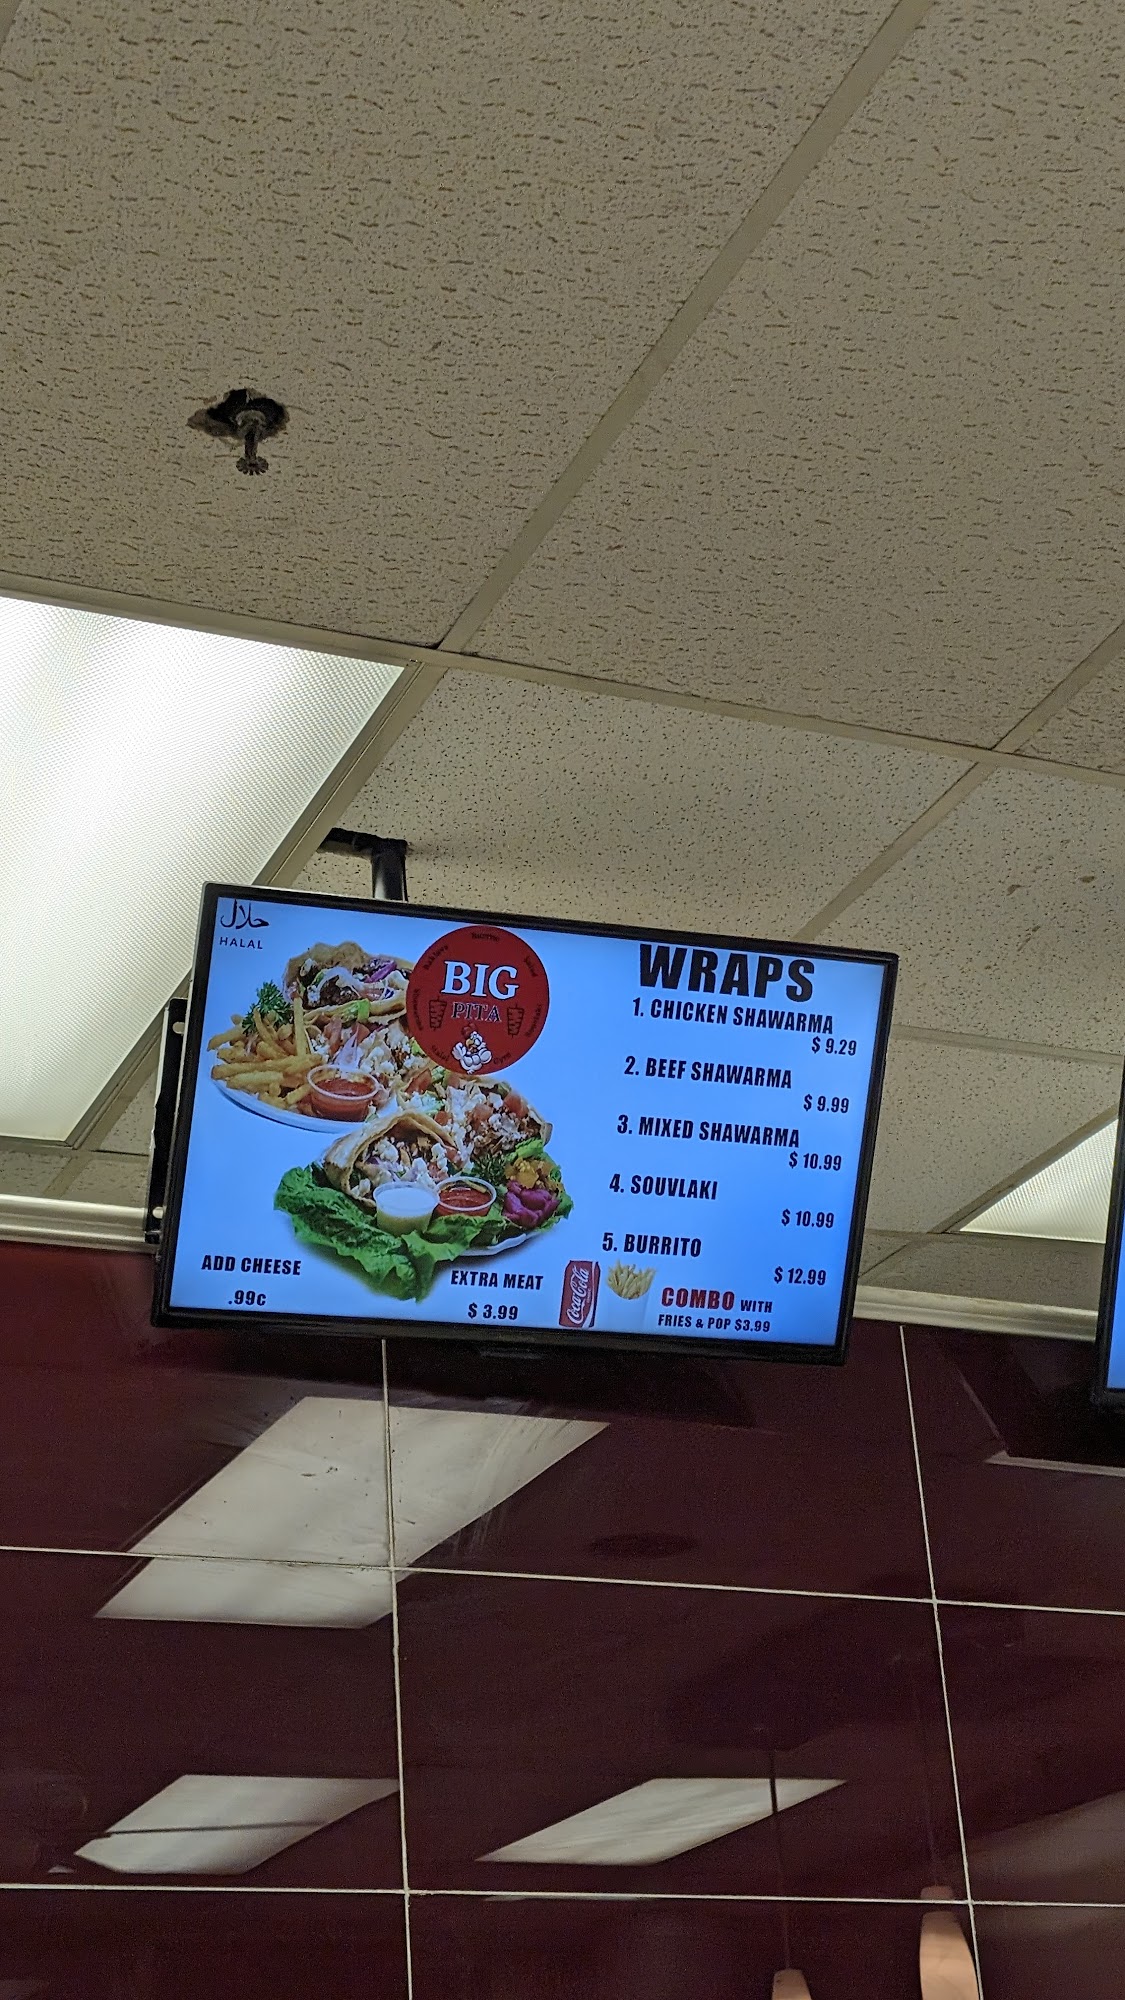 حلال
HALAL
BIG
PITA
WRAPS
1. CHICKEN SHAWARMA
$ 9.29
2. BEEF SHAWARMA
$ 9.99
3. MIXED SHAWARMA
$ 10.99
4. SOUVLAKI
$ 10.99
5. BURRITO
$ 12.99
ADD CHEESE
.99c
EXTRA MEAT
$ 3.99
Coca-Cola
COMBO WITH
FRIES & POP $3.99